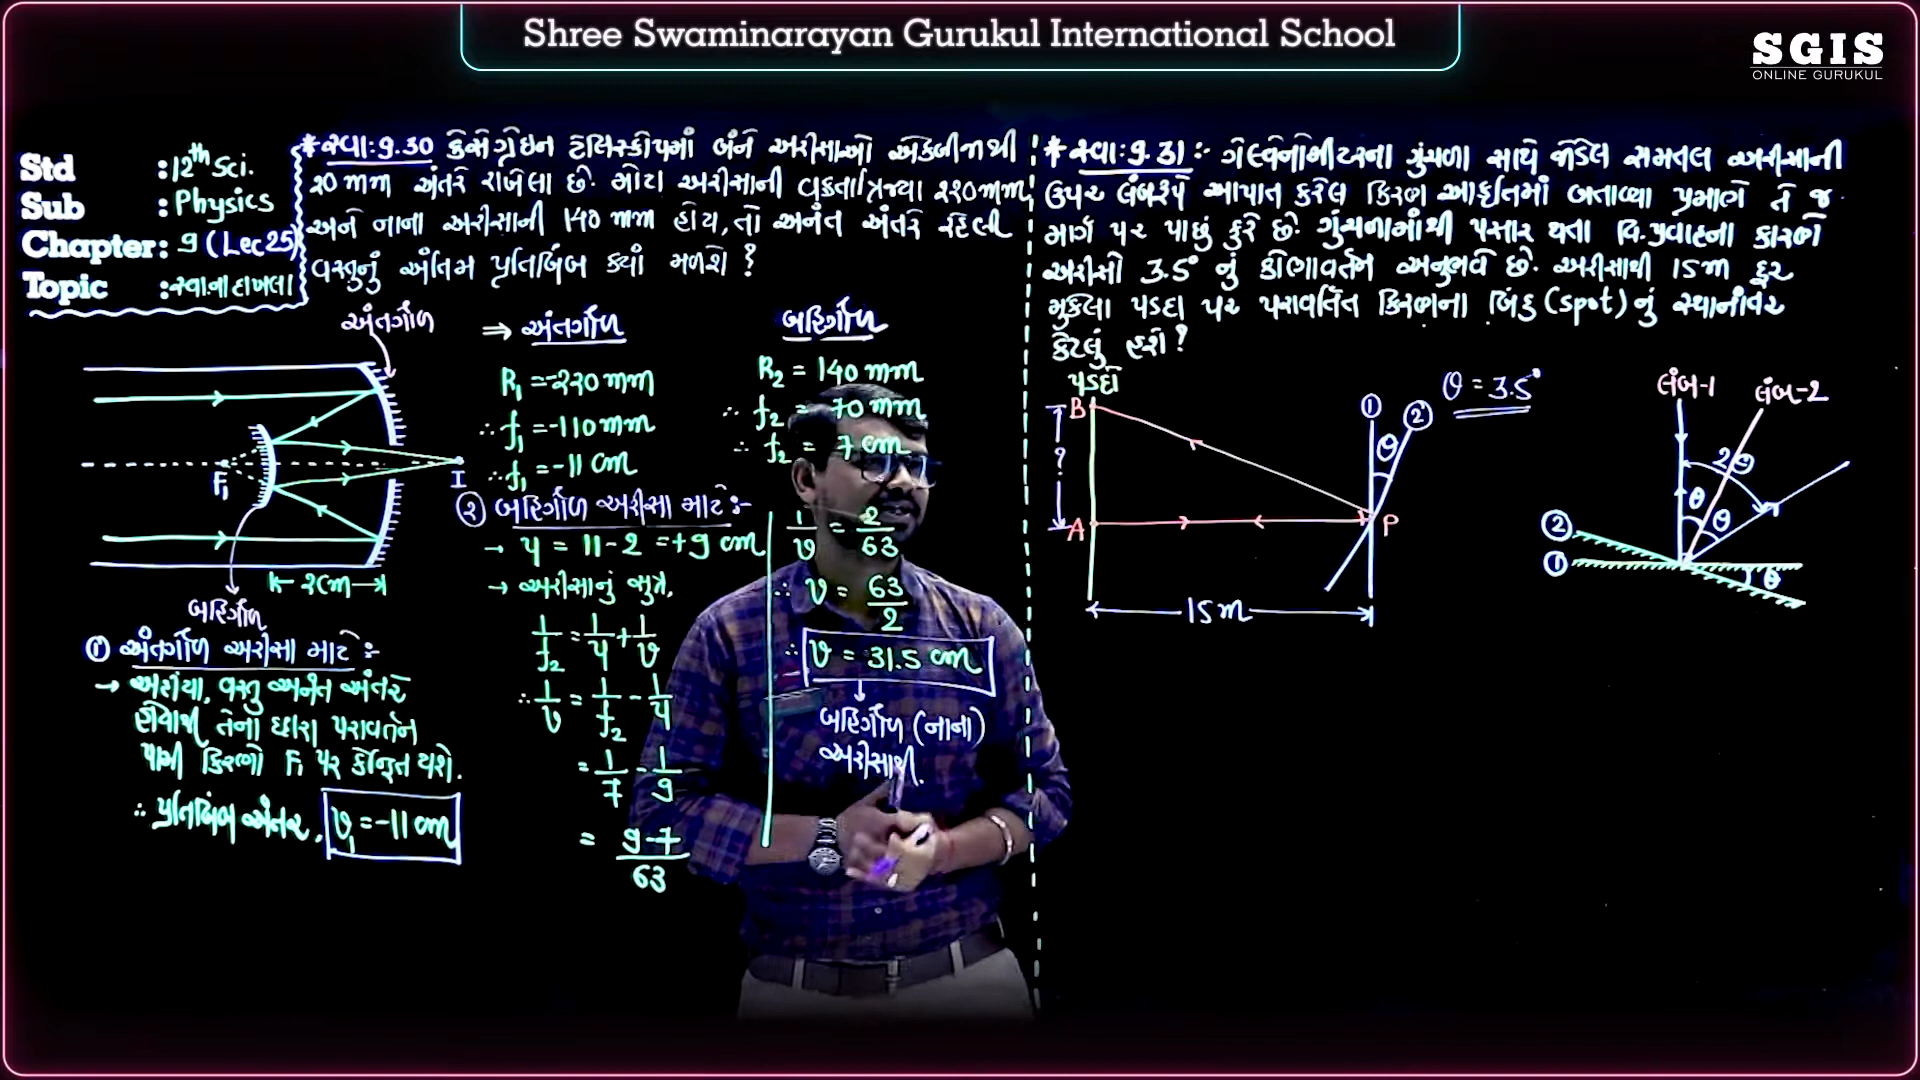 Shree Swaminarayan Gurukul International School
SGIS
ONLINE GURUKUL
Std : 12th Sci.
Sub : Physics
Chapter : 9 (Lec 25)
Topic : સ્વા.ના દાખલા
* સ્વા: 9.30 કેસેગ્રેઇન ટેલિસ્કોપમાં બંને અરીસાઓ એકબીજાથી
20 mm અંતરે રાખેલા છે. મોટા અરીસાની વક્રતાત્રિજ્યા 220 mm
અને નાના અરીસાની 140 mm હોય, તો અનંત અંતરે રહેલી
વસ્તુનું અંતિમ પ્રતિબિંબ ક્યાં મળશે ?
અંતર્ગોળ
F₁
I
K 2cm
બહિર્ગોળ
① અંતર્ગોળ અરીસા માટે :-
→ અરીંયા, વસ્તુ અનંત અંતરે
હોવાથી તેના દ્વારા પરાવર્તન
પામી કિરણો F₁ પર કેન્દ્રિત થશે.
∴ પ્રતિબિંબ અંતર, v₁ = -11 cm
⇒ અંતર્ગોળ
R₁ = -220 mm
∴ f₁ = -110 mm
∴ f₁ = -11 cm
બહિર્ગોળ
R₂ = 140 mm
∴ f₂ = 70 mm
∴ f₂ = 7 cm
② બહિર્ગોળ અરીસા માટે :-
→ u = 11 - 2 = +9 cm
→ અરીસાનું સુત્ર,
1/f₂ = 1/u + 1/v
∴ 1/v = 1/f₂ - 1/u
= 1/7 - 1/9
= 9-7/63
1/v = 2/63
∴ v = 63/2
∴ v = 31.5 cm
બહિર્ગોળ (નાના)
અરીસાથી.
* સ્વા: 9.31 :- ગેલ્વેનોમીટરના ગુંચળા સાથે જોડેલ સમતલ અરીસાની
ઉપર લંબરૂપે આપાત કરેલ કિરણ આકૃતિમાં બતાવ્યા પ્રમાણે તે જ
માર્ગ પર પાછું ફરે છે. ગુંચળામાંથી પસાર થતા વિ.પ્રવાહના કારણે
અરીસો 3.5° નું કોણાવર્તન અનુભવે છે. અરીસાથી 15m દૂર
મુકેલા પડદા પર પરાવર્તિત કિરણના બિંદુ (spot) નું સ્થાનાંતર
કેટલું હશે ?
પડદો
B
?
A
P
① ②
θ
15 m
θ = 3.5°
લંબ-1
લંબ-2
2θ
θ
θ
②
①
θ